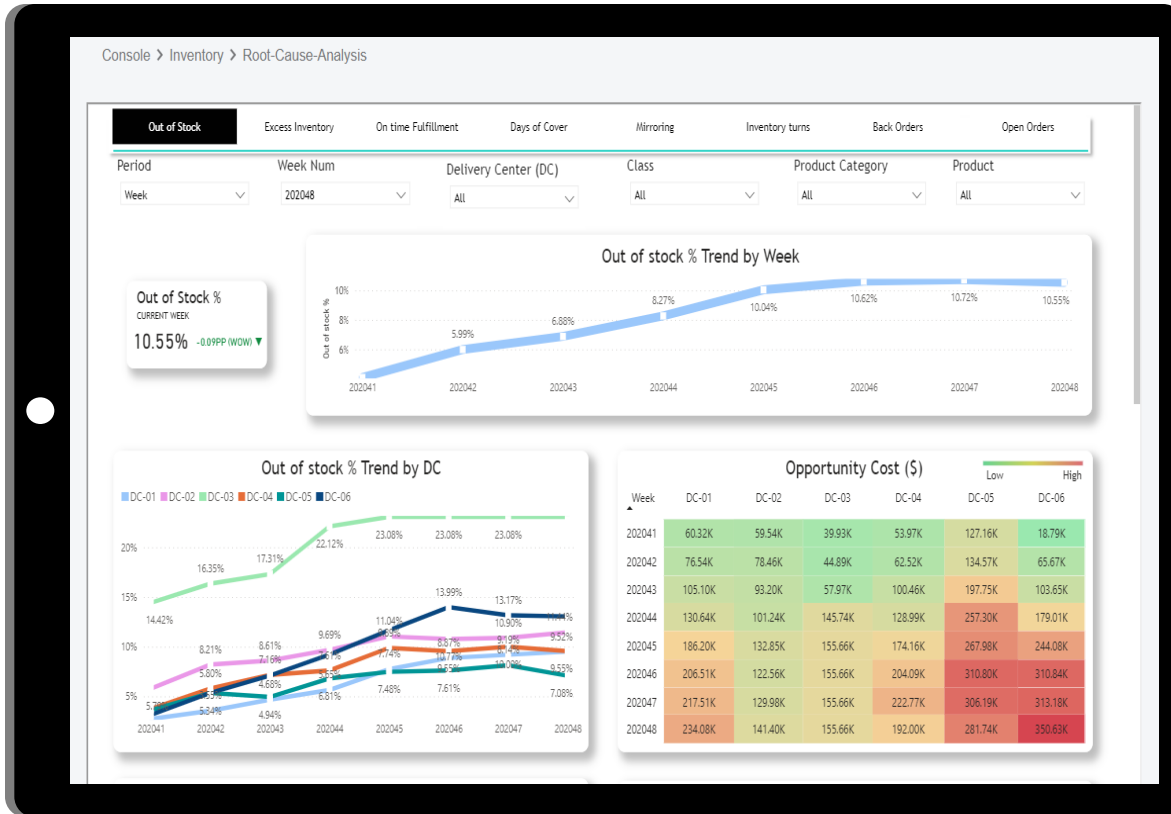 Console > Inventory > Root-Cause-Analysis
Out of Stock Excess Inventory On time Fulfillment Days of Cover Mirroring Inventory turns Back Orders Open Orders
Period Week Num Delivery Center (DC) Class Product Category Product
Week 202048 All All All All
Out of stock % Trend by Week
Out of Stock %
CURRENT WEEK
10.55% -0.09PP (WOW) ▼
Out of stock %
10%
8%
6%
5.99% 6.88% 8.27% 10.04% 10.62% 10.72% 10.55%
202041 202042 202043 202044 202045 202046 202047 202048
Out of stock % Trend by DC
DC-01 DC-02 DC-03 DC-04 DC-05 DC-06
20%
15%
10%
5%
14.42% 16.35% 17.31% 22.12% 23.08% 23.08% 23.08%
13.99% 13.17%
11.04% 10.90%
8.21% 8.61% 9.69% 8.87% 9.19% 9.52%
5.80% 7.16% 7.74% 10.77% 9.55%
4.68% 6.81% 7.48% 7.61% 7.08%
5.34% 4.94%
202041 202042 202043 202044 202045 202046 202047 202048
Opportunity Cost ($)
Low High
Week DC-01 DC-02 DC-03 DC-04 DC-05 DC-06
202041 60.32K 59.54K 39.93K 53.97K 127.16K 18.79K
202042 76.54K 78.46K 44.89K 62.52K 134.57K 65.67K
202043 105.10K 93.20K 57.97K 100.46K 197.75K 103.65K
202044 130.64K 101.24K 145.74K 128.99K 257.30K 179.01K
202045 186.20K 132.85K 155.66K 174.16K 267.98K 244.08K
202046 206.51K 122.56K 155.66K 204.09K 310.80K 310.84K
202047 217.51K 129.98K 155.66K 222.77K 306.19K 313.18K
202048 234.08K 141.40K 155.66K 192.00K 281.74K 350.63K